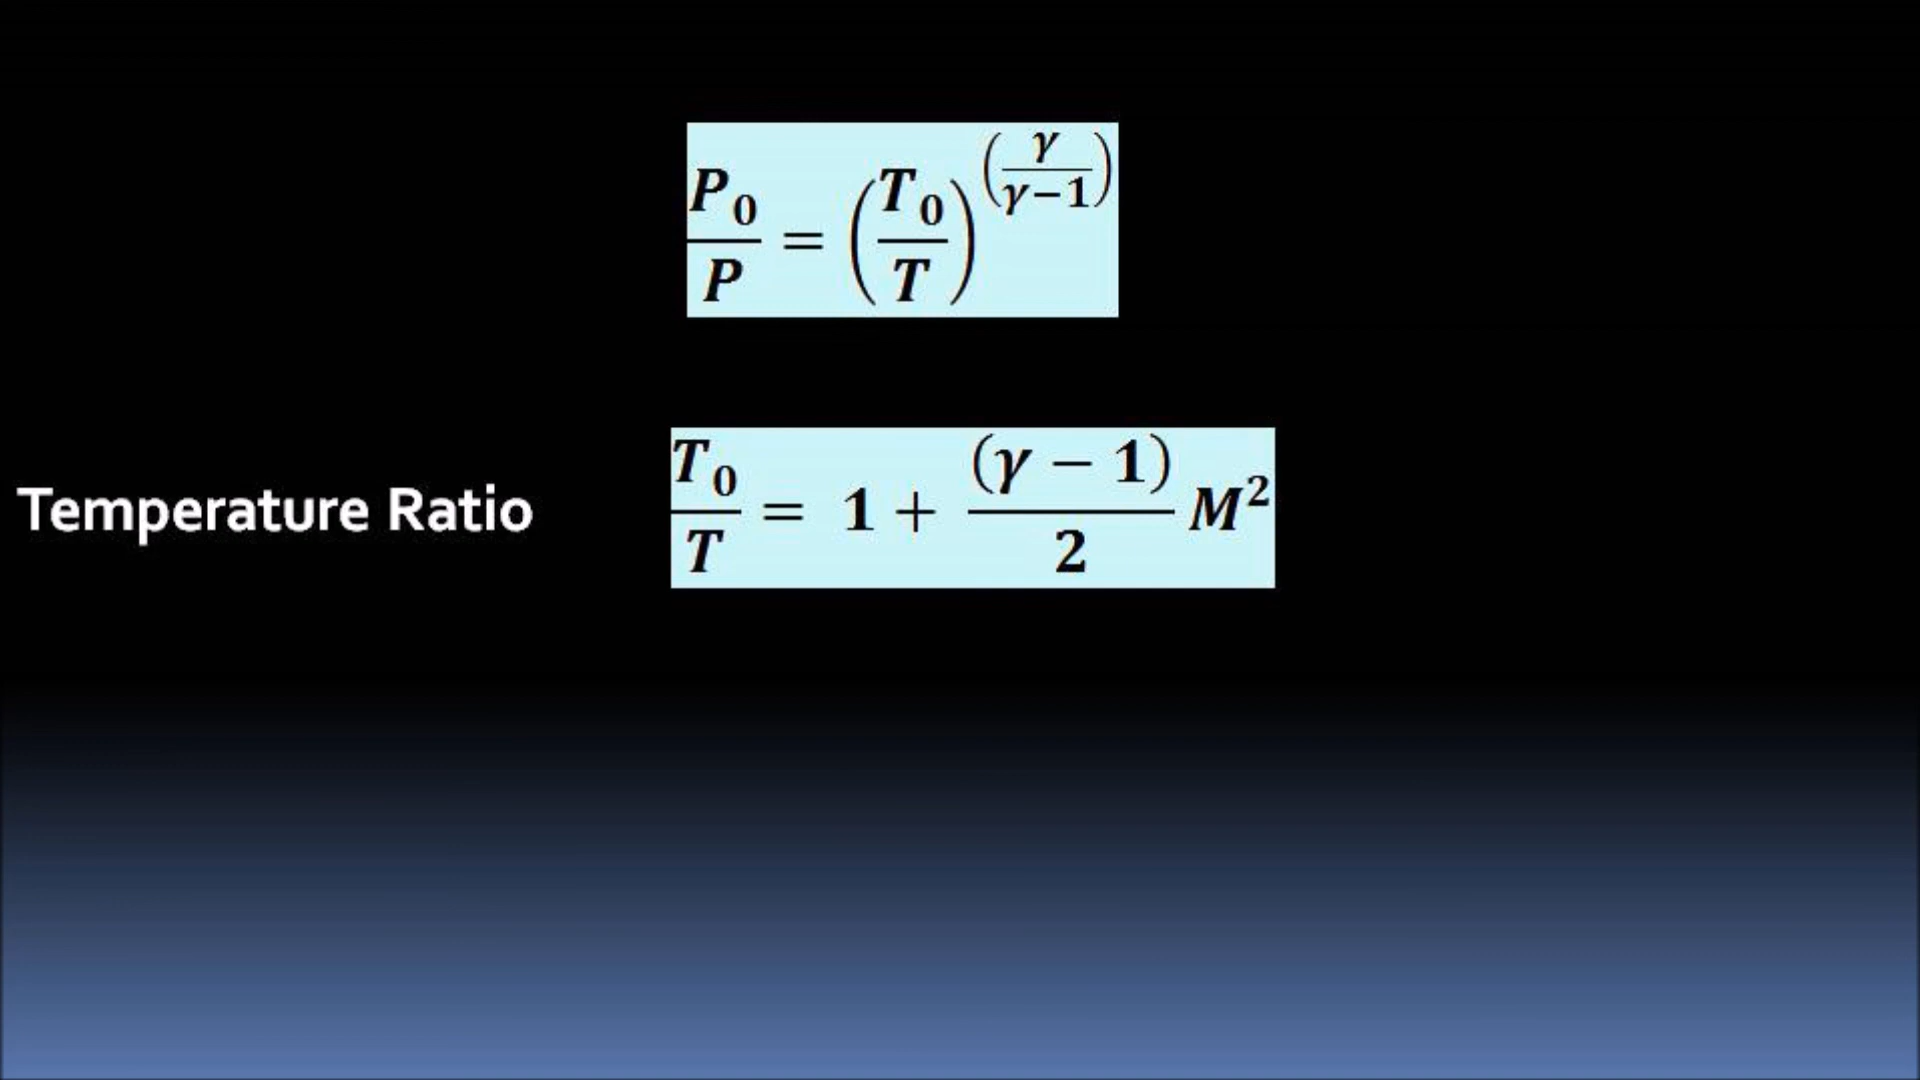 P₀/P = (T₀/T)^(γ/(γ−1))
Temperature Ratio T₀/T = 1 + (γ − 1)/2 M²